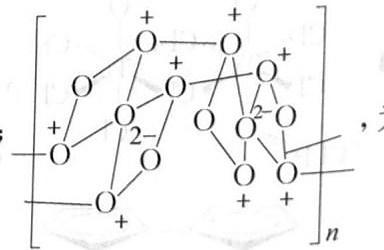 + +
O O +
+ O
O O +
O 2- O 2- O
+ O
O O
O O O
+ + +
n
,